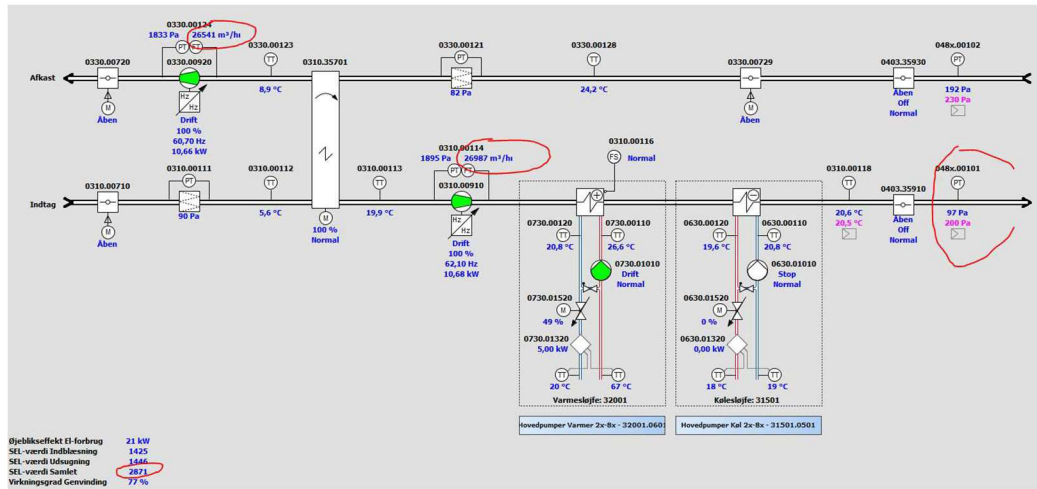 0330.00124
1833 Pa 26541 m³/h
PT FT
0330.00720
0330.00920
0330.00123
TT
0310.35701
0330.00121
PT
0330.00128
TT
0330.00729
0403.35930
048x.00102
PT
Afkast
M
Åben
Hz
Hz
Drift
100 %
60,70 Hz
10,66 kW
8,9 °C
82 Pa
24,2 °C
M
Åben
Åben
Off
Normal
192 Pa
230 Pa
0310.00114
1895 Pa 26987 m³/h
PT FT
0310.00116
FS Normal
0310.00710
0310.00111
PT
0310.00112
TT
0310.00113
TT
0310.00910
0310.00118
TT
0403.35910
048x.00101
PT
Indtag
M
Åben
90 Pa
5,6 °C
M
100 %
Normal
19,9 °C
Hz
Hz
Drift
100 %
62,10 Hz
10,68 kW
20,6 °C
20,5 °C
Åben
Off
Normal
97 Pa
200 Pa
0730.00120 0730.00110
TT TT
20,8 °C 26,6 °C
0730.01010
Drift
Normal
0730.01520
M
49 %
0730.01320
5,00 kW
TT TT
20 °C 67 °C
Varmesløjfe: 32001
0630.00120 0630.00110
TT TT
19,6 °C 20,8 °C
0630.01010
Stop
Normal
0630.01520
M
0 %
0630.01320
0,00 kW
TT TT
18 °C 19 °C
Kølesløjfe: 31501
Hovedpumper Varmer 2x-8x - 32001.0601
Hovedpumper Køl 2x-8x - 31501.0501
Øjebliкseffekt El-forbrug 21 kW
SEL-værdi Indblæsning 1425
SEL-værdi Udsugning 1446
SEL-værdi Samlet 2871
Virkningsgrad Genvinding 77 %